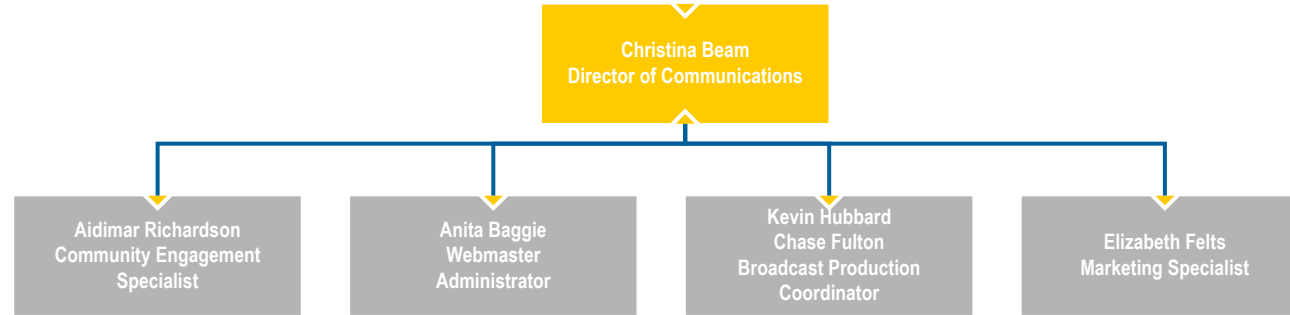 Christina Beam
Director of Communications
Aidimar Richardson
Community Engagement
Specialist
Anita Baggie
Webmaster
Administrator
Kevin Hubbard
Chase Fulton
Broadcast Production
Coordinator
Elizabeth Felts
Marketing Specialist